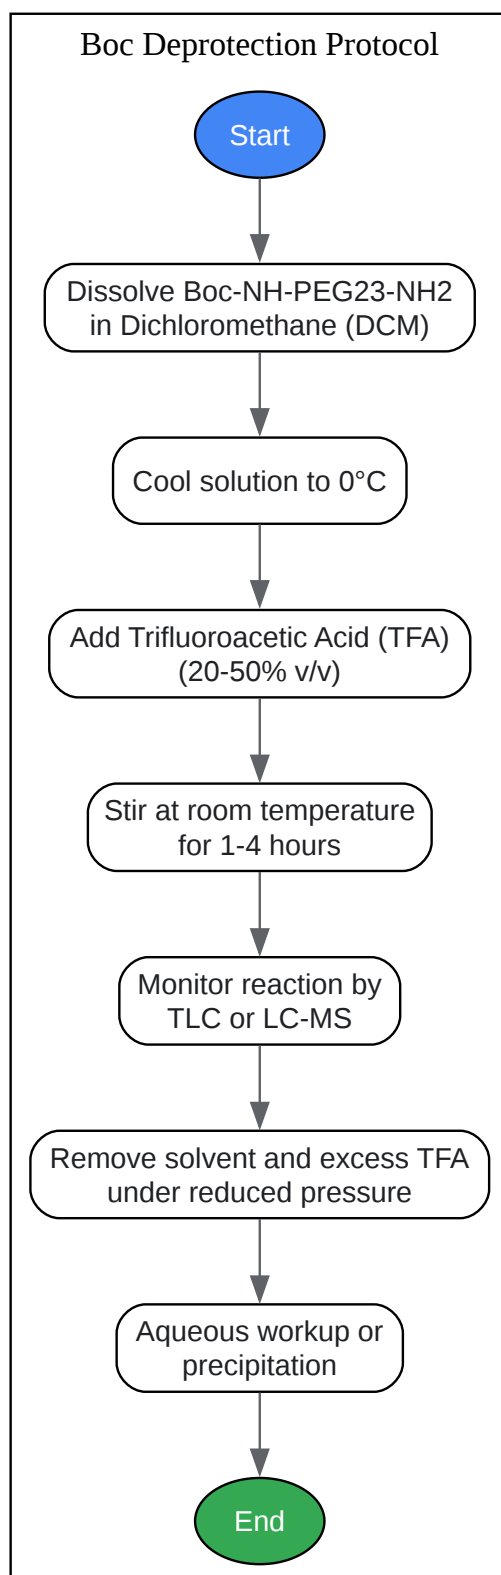 Boc Deprotection Protocol
Start
Dissolve Boc-NH-PEG23-NH2
in Dichloromethane (DCM)
Cool solution to 0°C
Add Trifluoroacetic Acid (TFA)
(20-50% v/v)
Stir at room temperature
for 1-4 hours
Monitor reaction by
TLC or LC-MS
Remove solvent and excess TFA
under reduced pressure
Aqueous workup or
precipitation
End